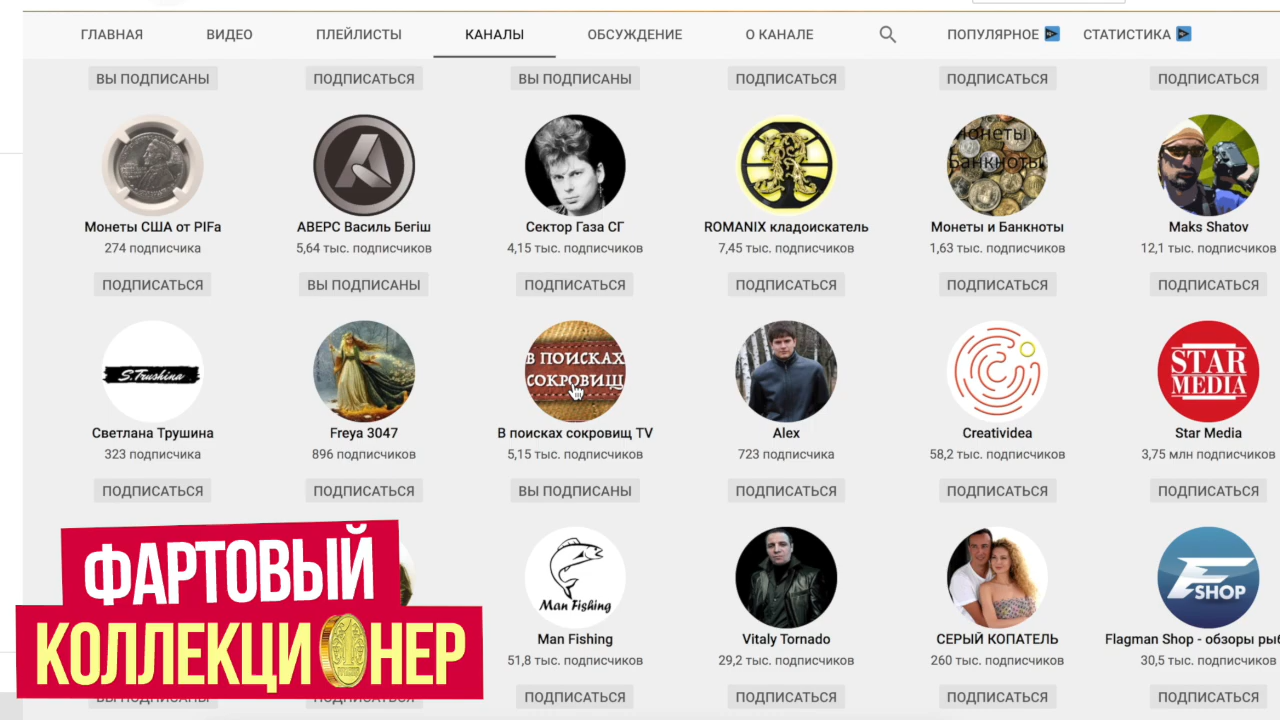 ГЛАВНАЯ ВИДЕО ПЛЕЙЛИСТЫ КАНАЛЫ ОБСУЖДЕНИЕ О КАНАЛЕ ПОПУЛЯРНОЕ СТАТИСТИКА
ВЫ ПОДПИСАНЫ ПОДПИСАТЬСЯ ВЫ ПОДПИСАНЫ ПОДПИСАТЬСЯ ПОДПИСАТЬСЯ ПОДПИСАТЬСЯ
Монеты
Банкноты
Монеты США от PIFa АВЕРС Василь Бегіш Сектор Газа СГ ROMANIX кладоискатель Монеты и Банкноты Maks Shatov
274 подписчика 5,64 тыс. подписчиков 4,15 тыс. подписчиков 7,45 тыс. подписчиков 1,63 тыс. подписчиков 12,1 тыс. подписчиков
ПОДПИСАТЬСЯ ВЫ ПОДПИСАНЫ ПОДПИСАТЬСЯ ПОДПИСАТЬСЯ ПОДПИСАТЬСЯ ПОДПИСАТЬСЯ
S.Trushina
В ПОИСКАХ
СОКРОВИЩ
STAR
MEDIA
Светлана Трушина Freya 3047 В поисках сокровищ TV Alex Creatividea Star Media
323 подписчика 896 подписчиков 5,15 тыс. подписчиков 723 подписчика 58,2 тыс. подписчиков 3,75 млн подписчиков
ПОДПИСАТЬСЯ ПОДПИСАТЬСЯ ВЫ ПОДПИСАНЫ ПОДПИСАТЬСЯ ПОДПИСАТЬСЯ ПОДПИСАТЬСЯ
ФАРТОВЫЙ
КОЛЛЕКЦИОНЕР
Man Fishing
F SHOP
Man Fishing Vitaly Tornado СЕРЫЙ КОПАТЕЛЬ Flagman Shop - обзоры
51,8 тыс. подписчиков 29,2 тыс. подписчиков 260 тыс. подписчиков 30,5 тыс. подписчиков
ВЫ ПОДПИСАНЫ ПОДПИСАТЬСЯ ПОДПИСАТЬСЯ ПОДПИСАТЬСЯ ПОДПИСАТЬСЯ ПОДПИСАТЬСЯ